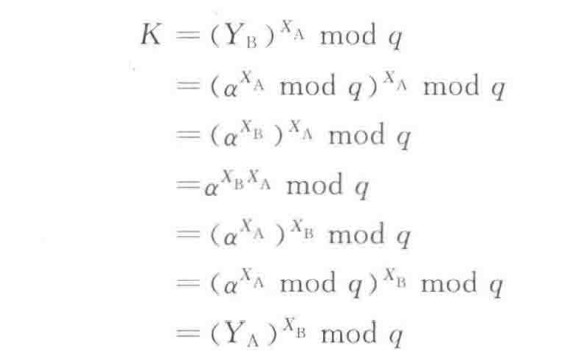 K = (Y_B)^{X_A} mod q
= (α^{X_A} mod q)^{X_A} mod q
= (α^{X_B})^{X_A} mod q
= α^{X_B X_A} mod q
= (α^{X_A})^{X_B} mod q
= (α^{X_A} mod q)^{X_B} mod q
= (Y_A)^{X_B} mod q